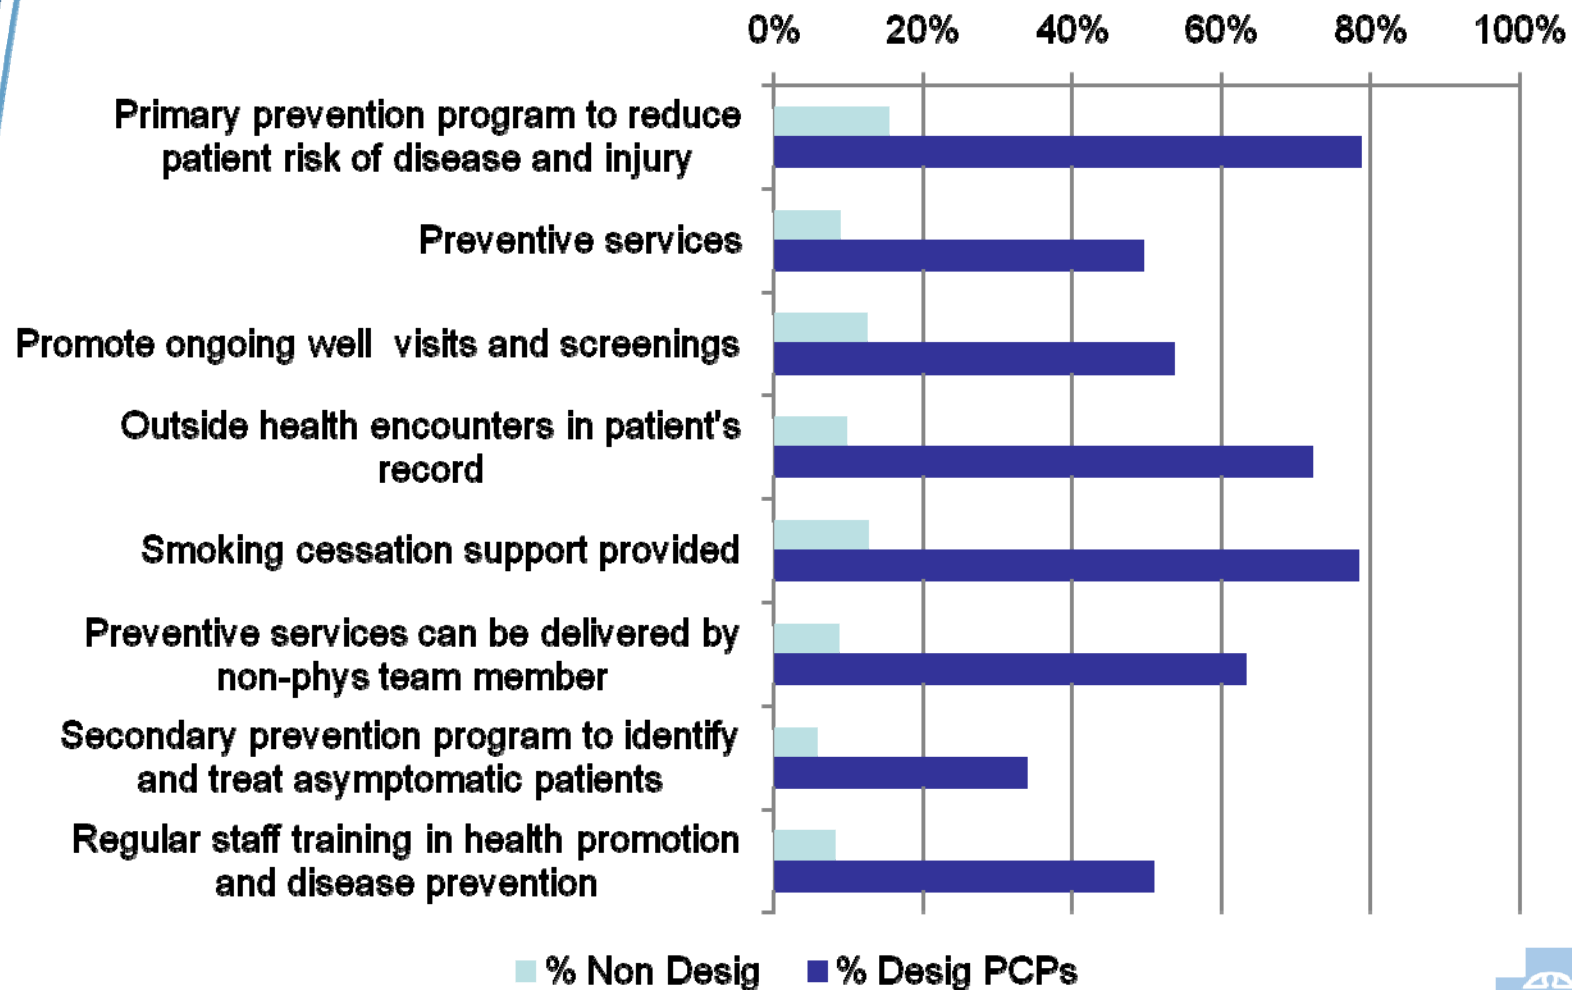 0% 20% 40% 60% 80% 100%
Primary prevention program to reduce
patient risk of disease and injury
Preventive services
Promote ongoing well  visits and screenings
Outside health encounters in patient's
record
Smoking cessation support provided
Preventive services can be delivered by
non-phys team member
Secondary prevention program to identify
and treat asymptomatic patients
Regular staff training in health promotion
and disease prevention
% Non Desig % Desig PCPs